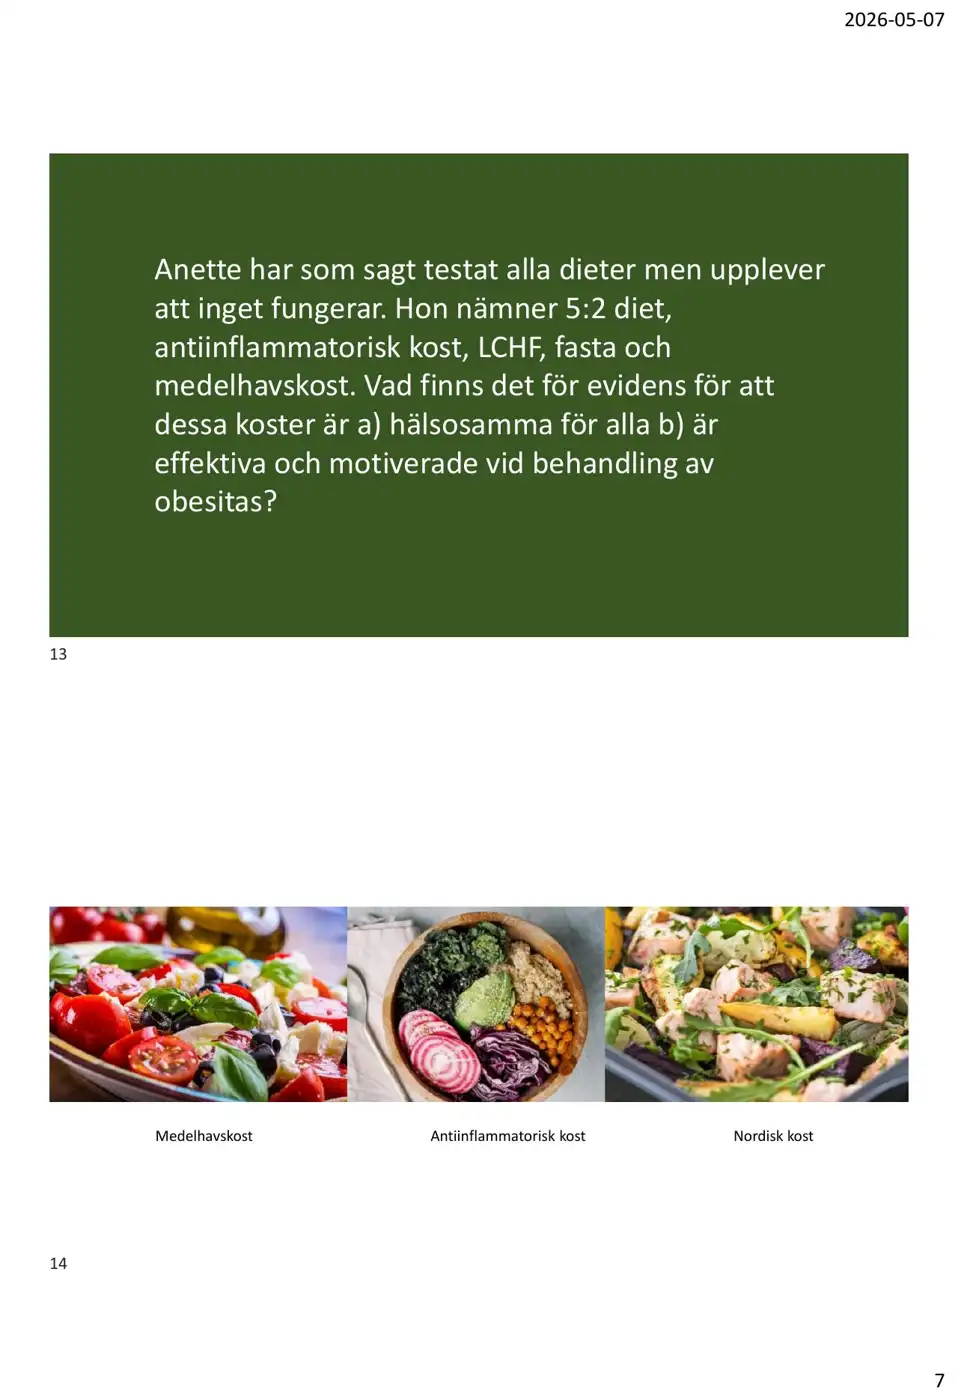 2026-05-07
Anette har som sagt testat alla dieter men upplever
att inget fungerar. Hon nämner 5:2 diet,
antiinflammatorisk kost, LCHF, fasta och
medelhavskost. Vad finns det för evidens för att
dessa koster är a) hälsosamma för alla b) är
effektiva och motiverade vid behandling av
obesitas?
13
Medelhavskost
Antiinflammatorisk kost
Nordisk kost
14
7